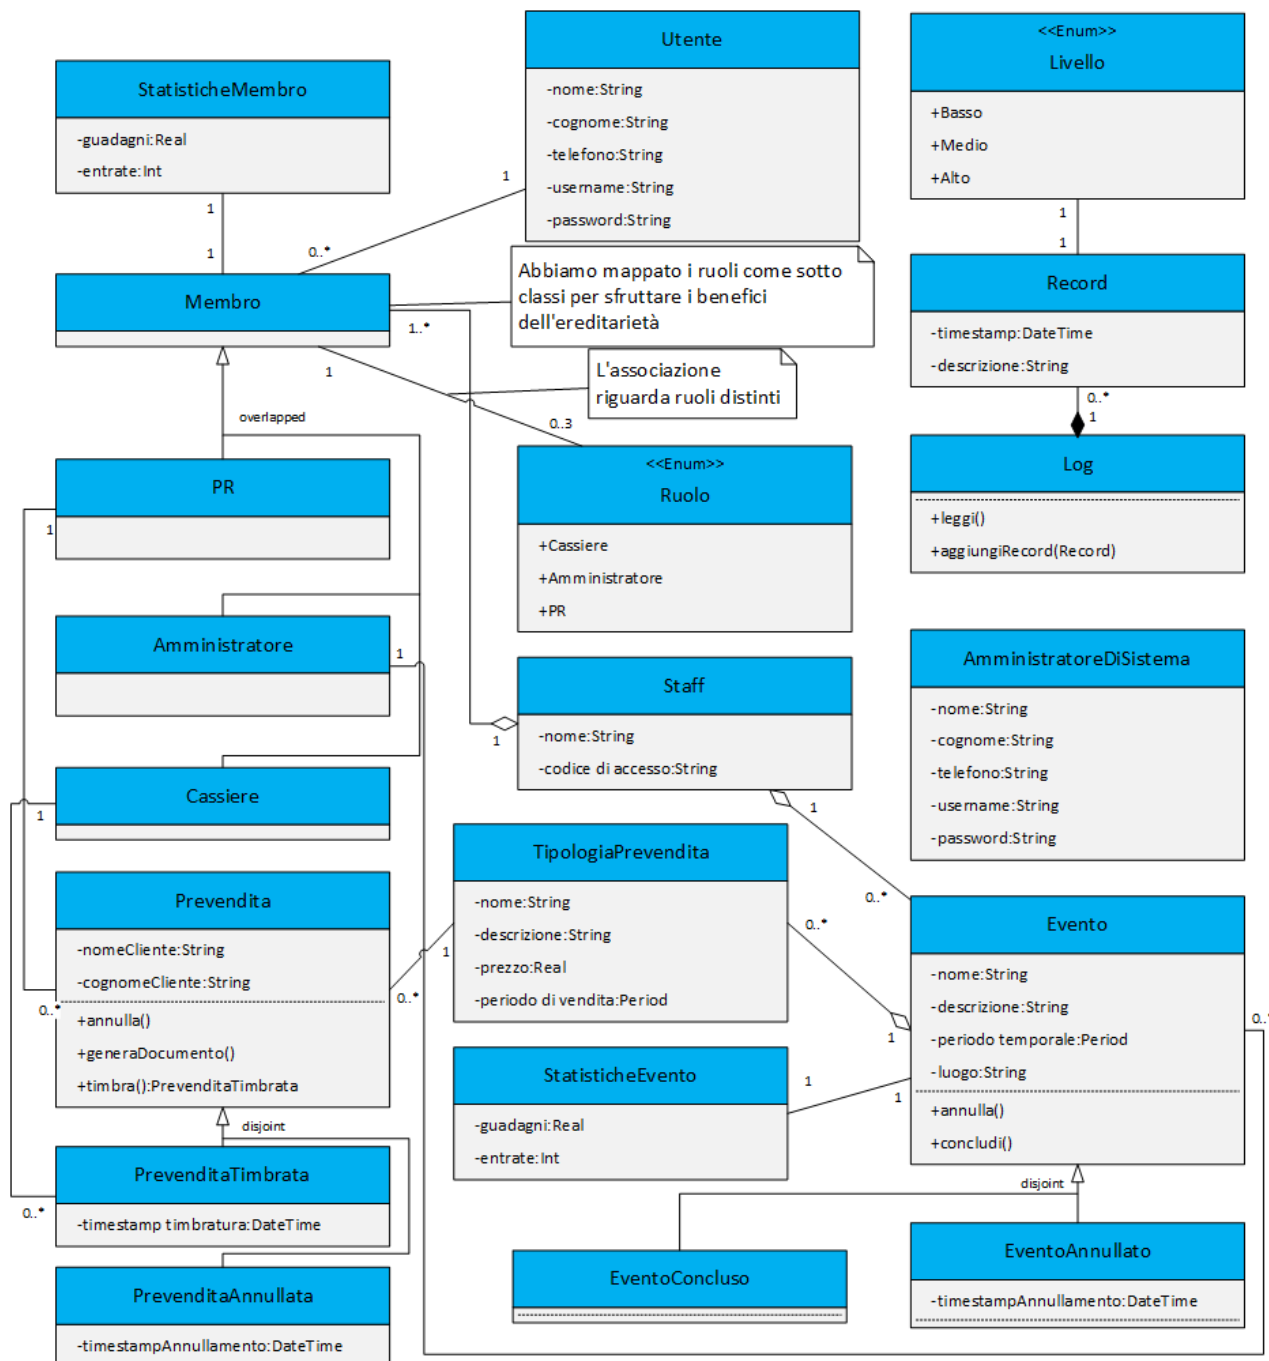 Utente
-nome:String
-cognome:String
-telefono:String
-username:String
-password:String
<<Enum>>
Livello
+Basso
+Medio
+Alto
StatisticheMembro
-guadagni:Real
-entrate:Int
1
1
1
0..*
1
1
Membro
1..*
1
0..3
Abbiamo mappato i ruoli come sotto
classi per sfruttare i benefici
dell'ereditarietà
L'associazione
riguarda ruoli distinti
Record
-timestamp:DateTime
-descrizione:String
0..*
1
overlapped
PR
1
<<Enum>>
Ruolo
+Cassiere
+Amministratore
+PR
Log
+leggi()
+aggiungiRecord(Record)
Amministratore
1
Staff
-nome:String
-codice di accesso:String
1
1
0..*
AmministratoreDiSistema
-nome:String
-cognome:String
-telefono:String
-username:String
-password:String
Cassiere
1
TipologiaPrevendita
-nome:String
-descrizione:String
-prezzo:Real
-periodo di vendita:Period
1
0..*
0..*
1
Prevendita
-nomeCliente:String
-cognomeCliente:String
+annulla()
+generaDocumento()
+timbra():PrevenditaTimbrata
0..*
Evento
-nome:String
-descrizione:String
-periodo temporale:Period
-luogo:String
+annulla()
+concludi()
0..*
StatisticheEvento
-guadagni:Real
-entrate:Int
1
1
disjoint
PrevenditaTimbrata
-timestamp timbratura:DateTime
0..*
PrevenditaAnnullata
-timestampAnnullamento:DateTime
disjoint
EventoConcluso
EventoAnnullato
-timestampAnnullamento:DateTime